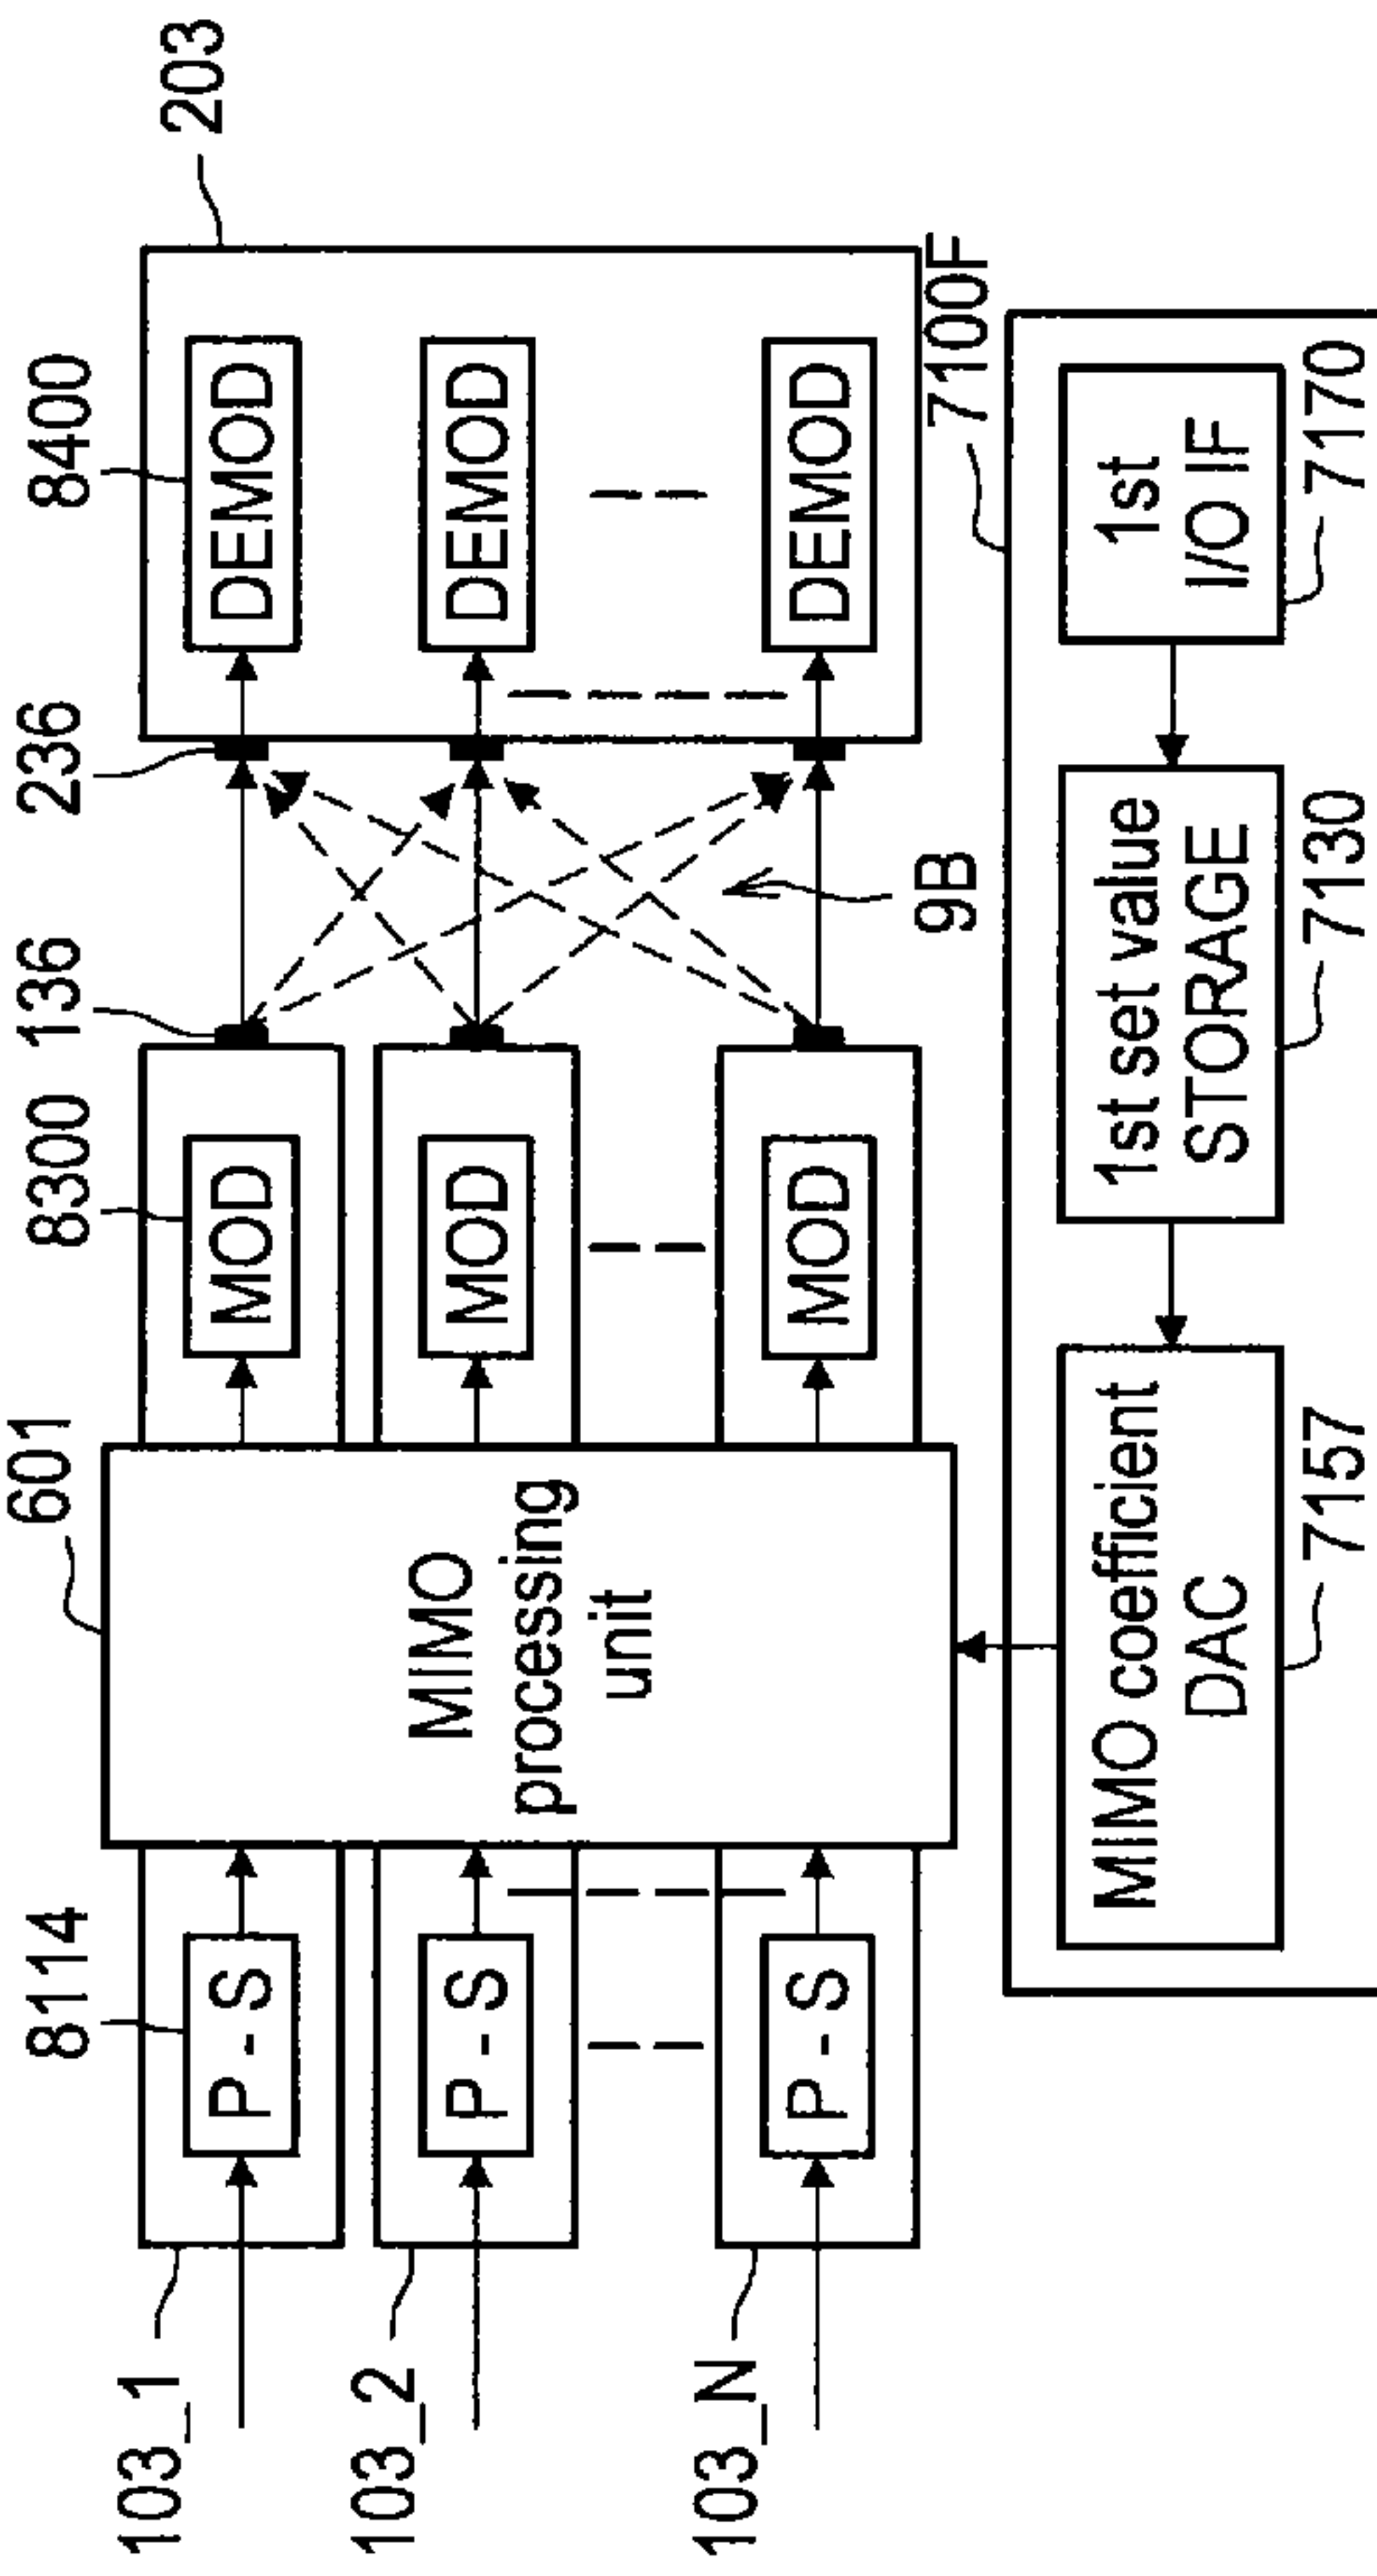 601
8114
8300
136
236
8400
203
103_1
P - S
MOD
DEMOD
MIMO
processing
unit
103_2
P - S
MOD
DEMOD
103_N
P - S
MOD
DEMOD
9B
7100F
MIMO coefficient
DAC
1st set value
STORAGE
1st
I/O IF
7157
7130
7170